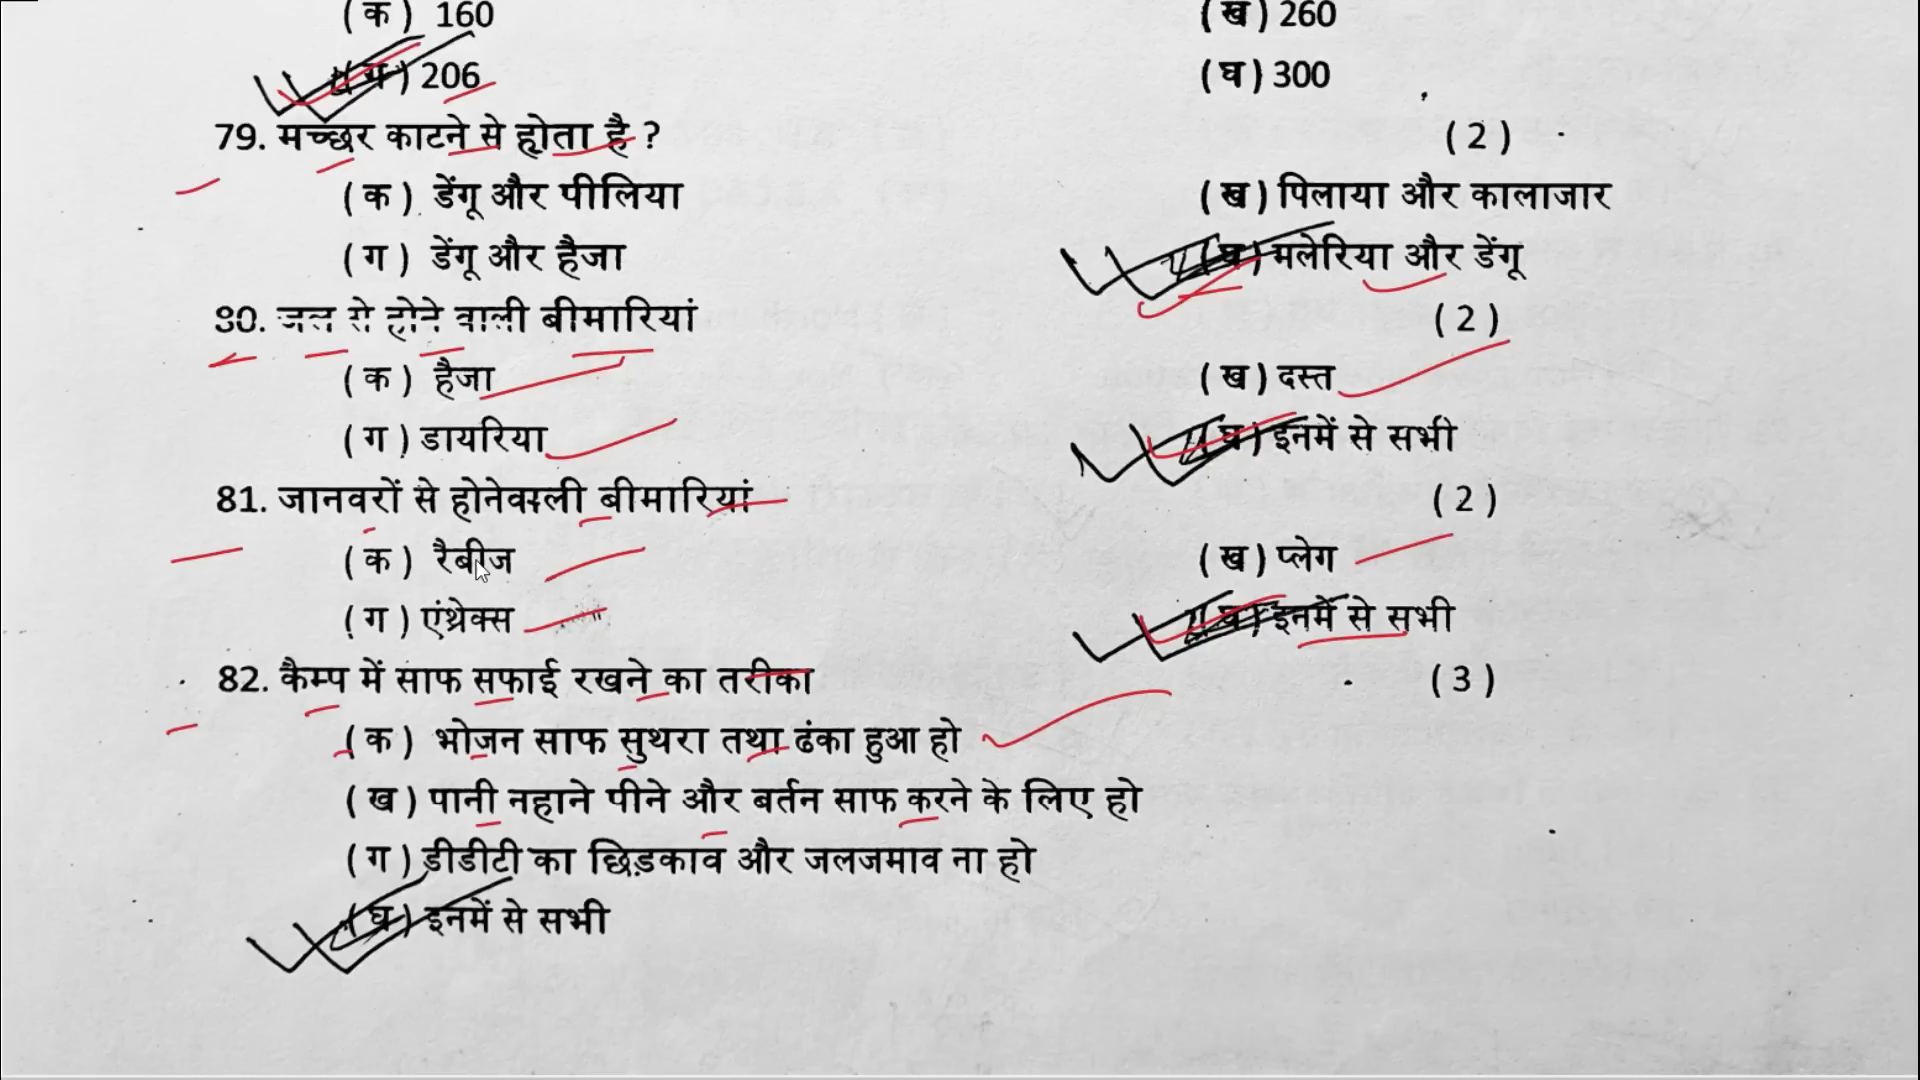 (क) 160 (ख) 260
(ग) 206 (घ) 300
79. मच्छर काटने से होता है ? (2)
(क) डेंगू और पीलिया (ख) पिलाया और कालाजार
(ग) डेंगू और हैजा (घ) मलेरिया और डेंगू
80. जल से होने वाली बीमारियां (2)
(क) हैजा (ख) दस्त
(ग) डायरिया (घ) इनमें से सभी
81. जानवरों से होनेवाली बीमारियां (2)
(क) रैबीज (ख) प्लेग
(ग) एंथ्रेक्स (घ) इनमें से सभी
82. कैम्प में साफ सफाई रखने का तरीका (3)
(क) भोजन साफ सुथरा तथा ढंका हुआ हो
(ख) पानी नहाने पीने और बर्तन साफ करने के लिए हो
(ग) डीडीटी का छिड़काव और जलजमाव ना हो
(घ) इनमें से सभी